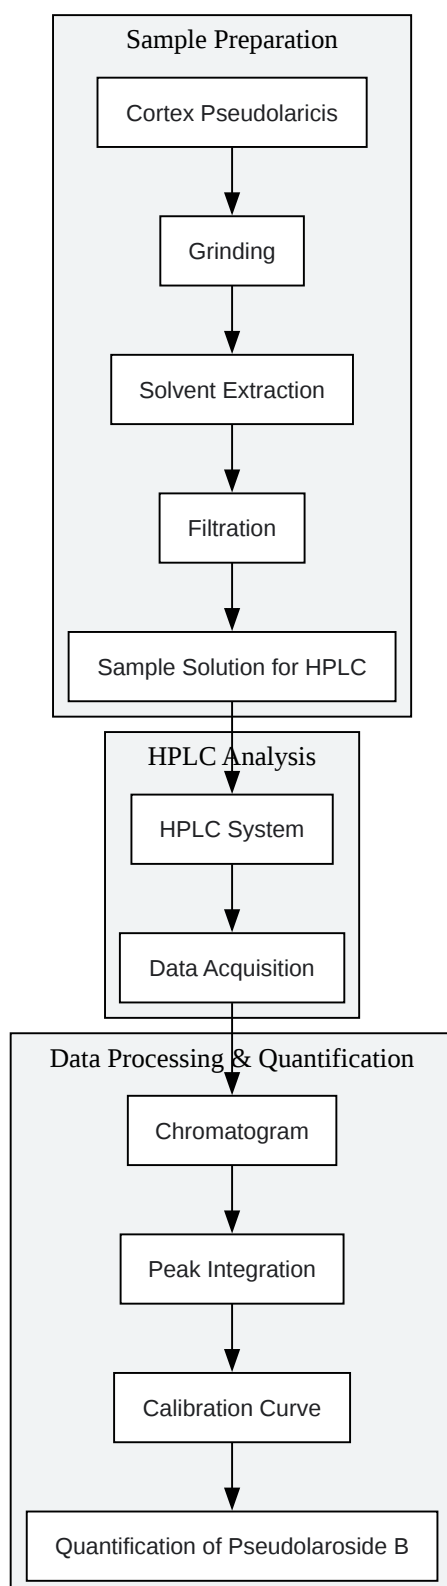 Sample Preparation
Cortex Pseudolaricis
Grinding
Solvent Extraction
Filtration
Sample Solution for HPLC
HPLC Analysis
HPLC System
Data Acquisition
Data Processing & Quantification
Chromatogram
Peak Integration
Calibration Curve
Quantification of Pseudolaroside B